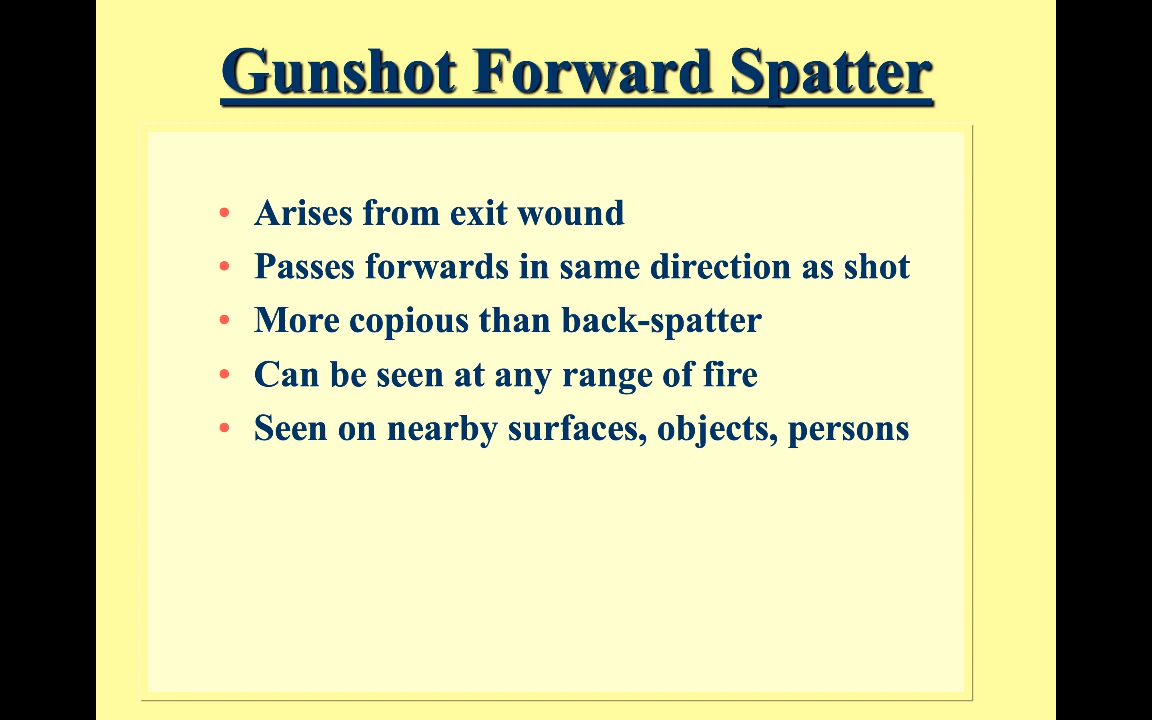 Gunshot Forward Spatter
• Arises from exit wound
• Passes forwards in same direction as shot
• More copious than back-spatter
• Can be seen at any range of fire
• Seen on nearby surfaces, objects, persons